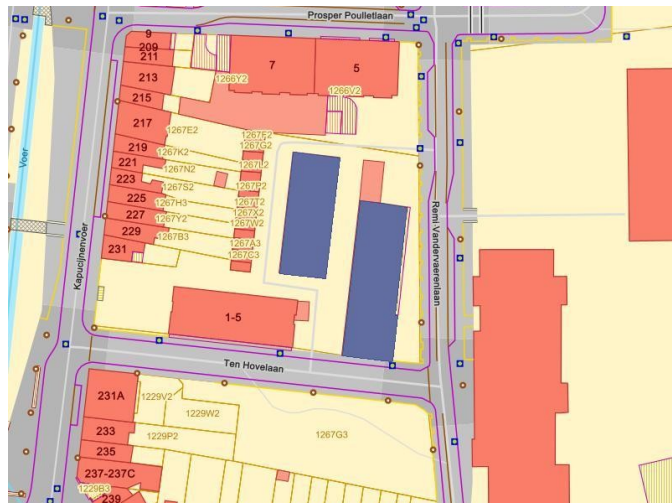 Prosper Poulletlaan
9
209
211
213
215
217
219
221
223
225
227
229
231
7
5
1266Y2
1266V2
1267E2
1267F2
1267G2
1267K2
1267L2
1267N2
1267P2
1267S2
1267T2
1267H3
1267X2
1267Y2
1267W2
1267B3
1267A3
1267C3
Voer
Kapucijnenvoer
Remi Vandervaerenlaan
1-5
Ten Hovelaan
231A
1229V2
1229W2
233
1229P2
1267G3
235
237-237C
1229B3
239